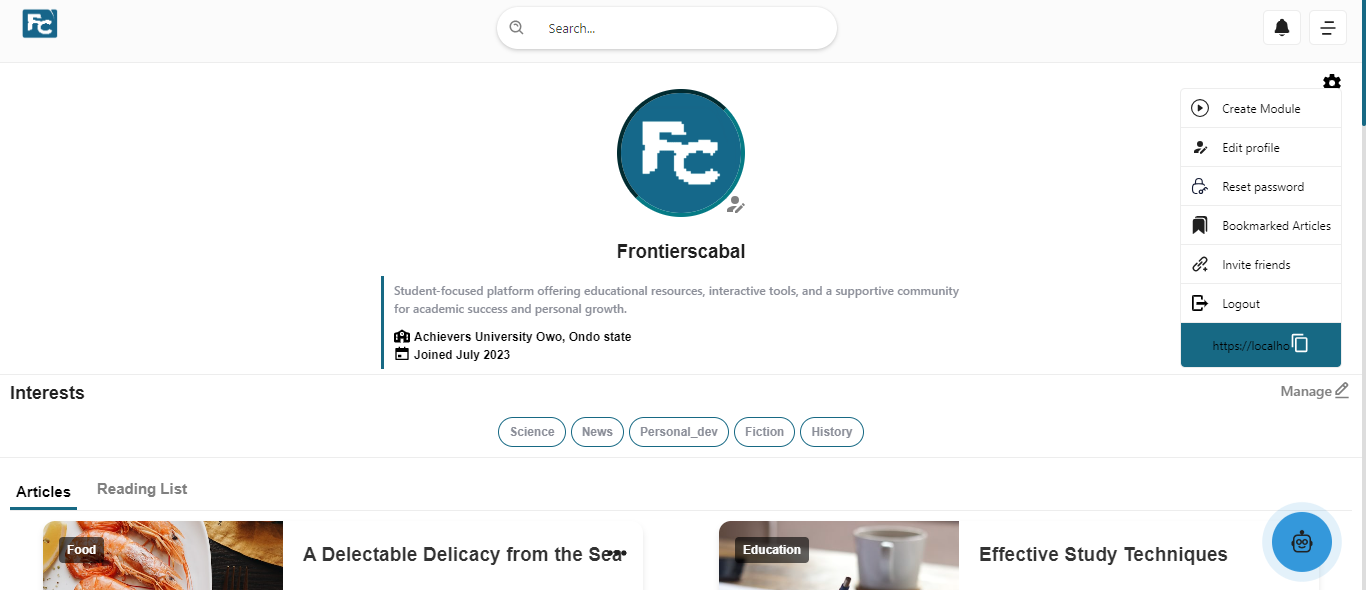 FC
Search...
FC
Create Module
Edit profile
Reset password
Bookmarked Articles
Invite friends
Logout
https://localho
Frontierscabal
Student-focused platform offering educational resources, interactive tools, and a supportive community
for academic success and personal growth.
Achievers University Owo, Ondo state
Joined July 2023
Interests
Manage
Science
News
Personal_dev
Fiction
History
Articles
Reading List
Food
A Delectable Delicacy from the Sea
Education
Effective Study Techniques